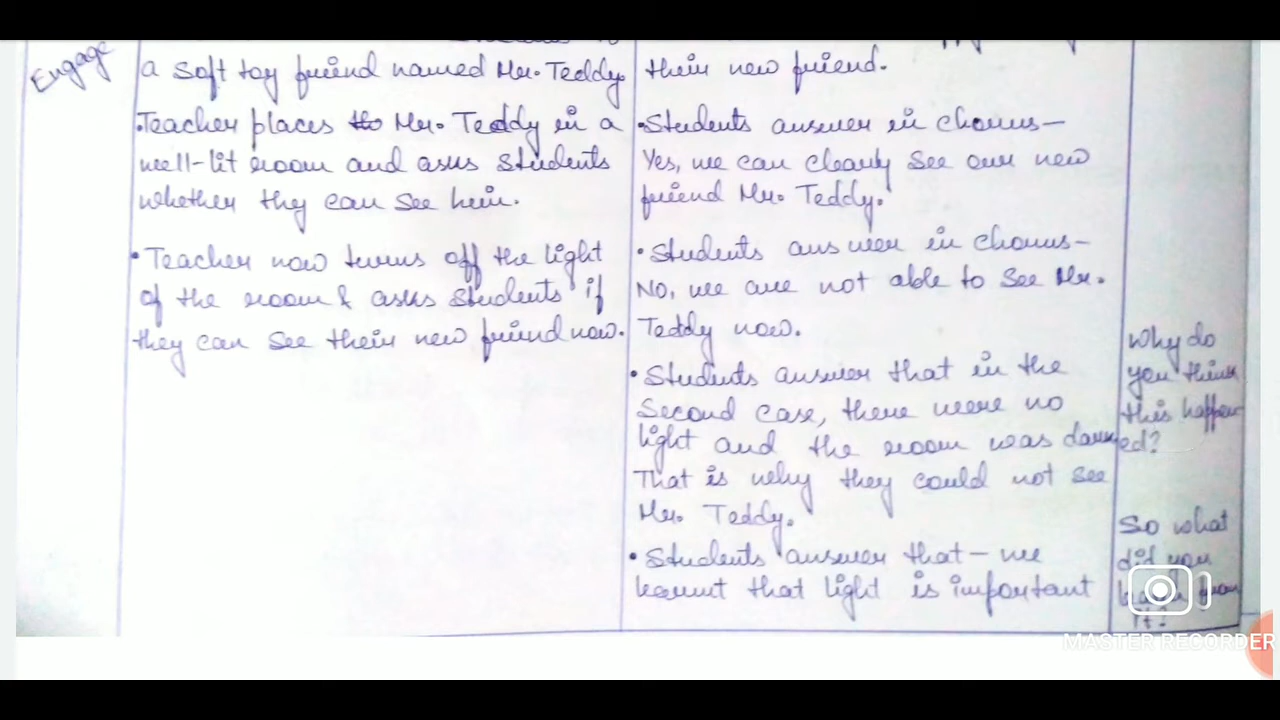 Engage
a soft toy friend named Mr. Teddy.
•Teacher places Mr. Teddy in a
well-lit room and asks students
whether they can see him.
• Teacher now turns off the light
of the room & asks students if
they can see their new friend now.
their new friend.
•Students answer in chorus–
Yes, we can clearly see our new
friend Mr. Teddy.
• Students answer in chorus–
No, we are not able to see Mr.
Teddy now.
• Students answer that in the
second case, there were no
light and the room was dark
That is why they could not see
Mr. Teddy.
• Students answer that – we
learnt that light is important
Why do
you think
this happen
ed?
So what
did you
learn from
it?
MASTER RECORDER